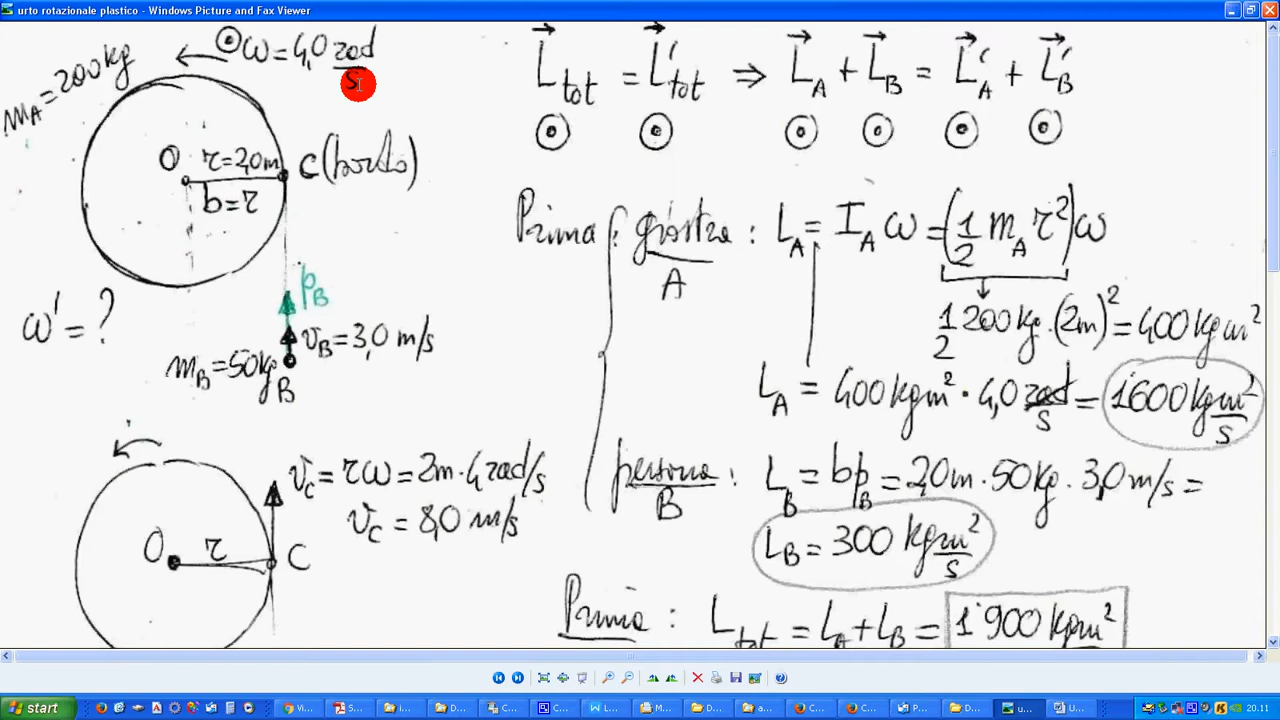 urto rotazionale plastico - Windows Picture and Fax Viewer
m_A = 200 kg
ω = 4,0 rad/s
O r = 2,0 m C (bordo)
b = r
p_B
ω' = ?
v_B = 3,0 m/s
m_B = 50 kg
B
v_C = rω = 2m · 4 rad/s
v_C = 8,0 m/s
O r C
L_tot = L'_tot ⇒ L_A + L_B = L'_A + L'_B
Prima : giostra : L_A = I_A ω = (1/2 m_A r²) ω
A
1/2 200 kg · (2m)² = 400 kg m²
L_A = 400 kg m² · 4,0 rad/s = 1600 kg m²/s
persona : L_B = b p_B = 2,0 m · 50 kg · 3,0 m/s =
B
L_B = 300 kg m²/s
Prima : L_tot = L_A + L_B = 1900 kg m²
start
Vi...
S...
i...
D...
C...
C...
W...
M...
D...
a...
C...
C...
P...
D...
u...
U...
20.11